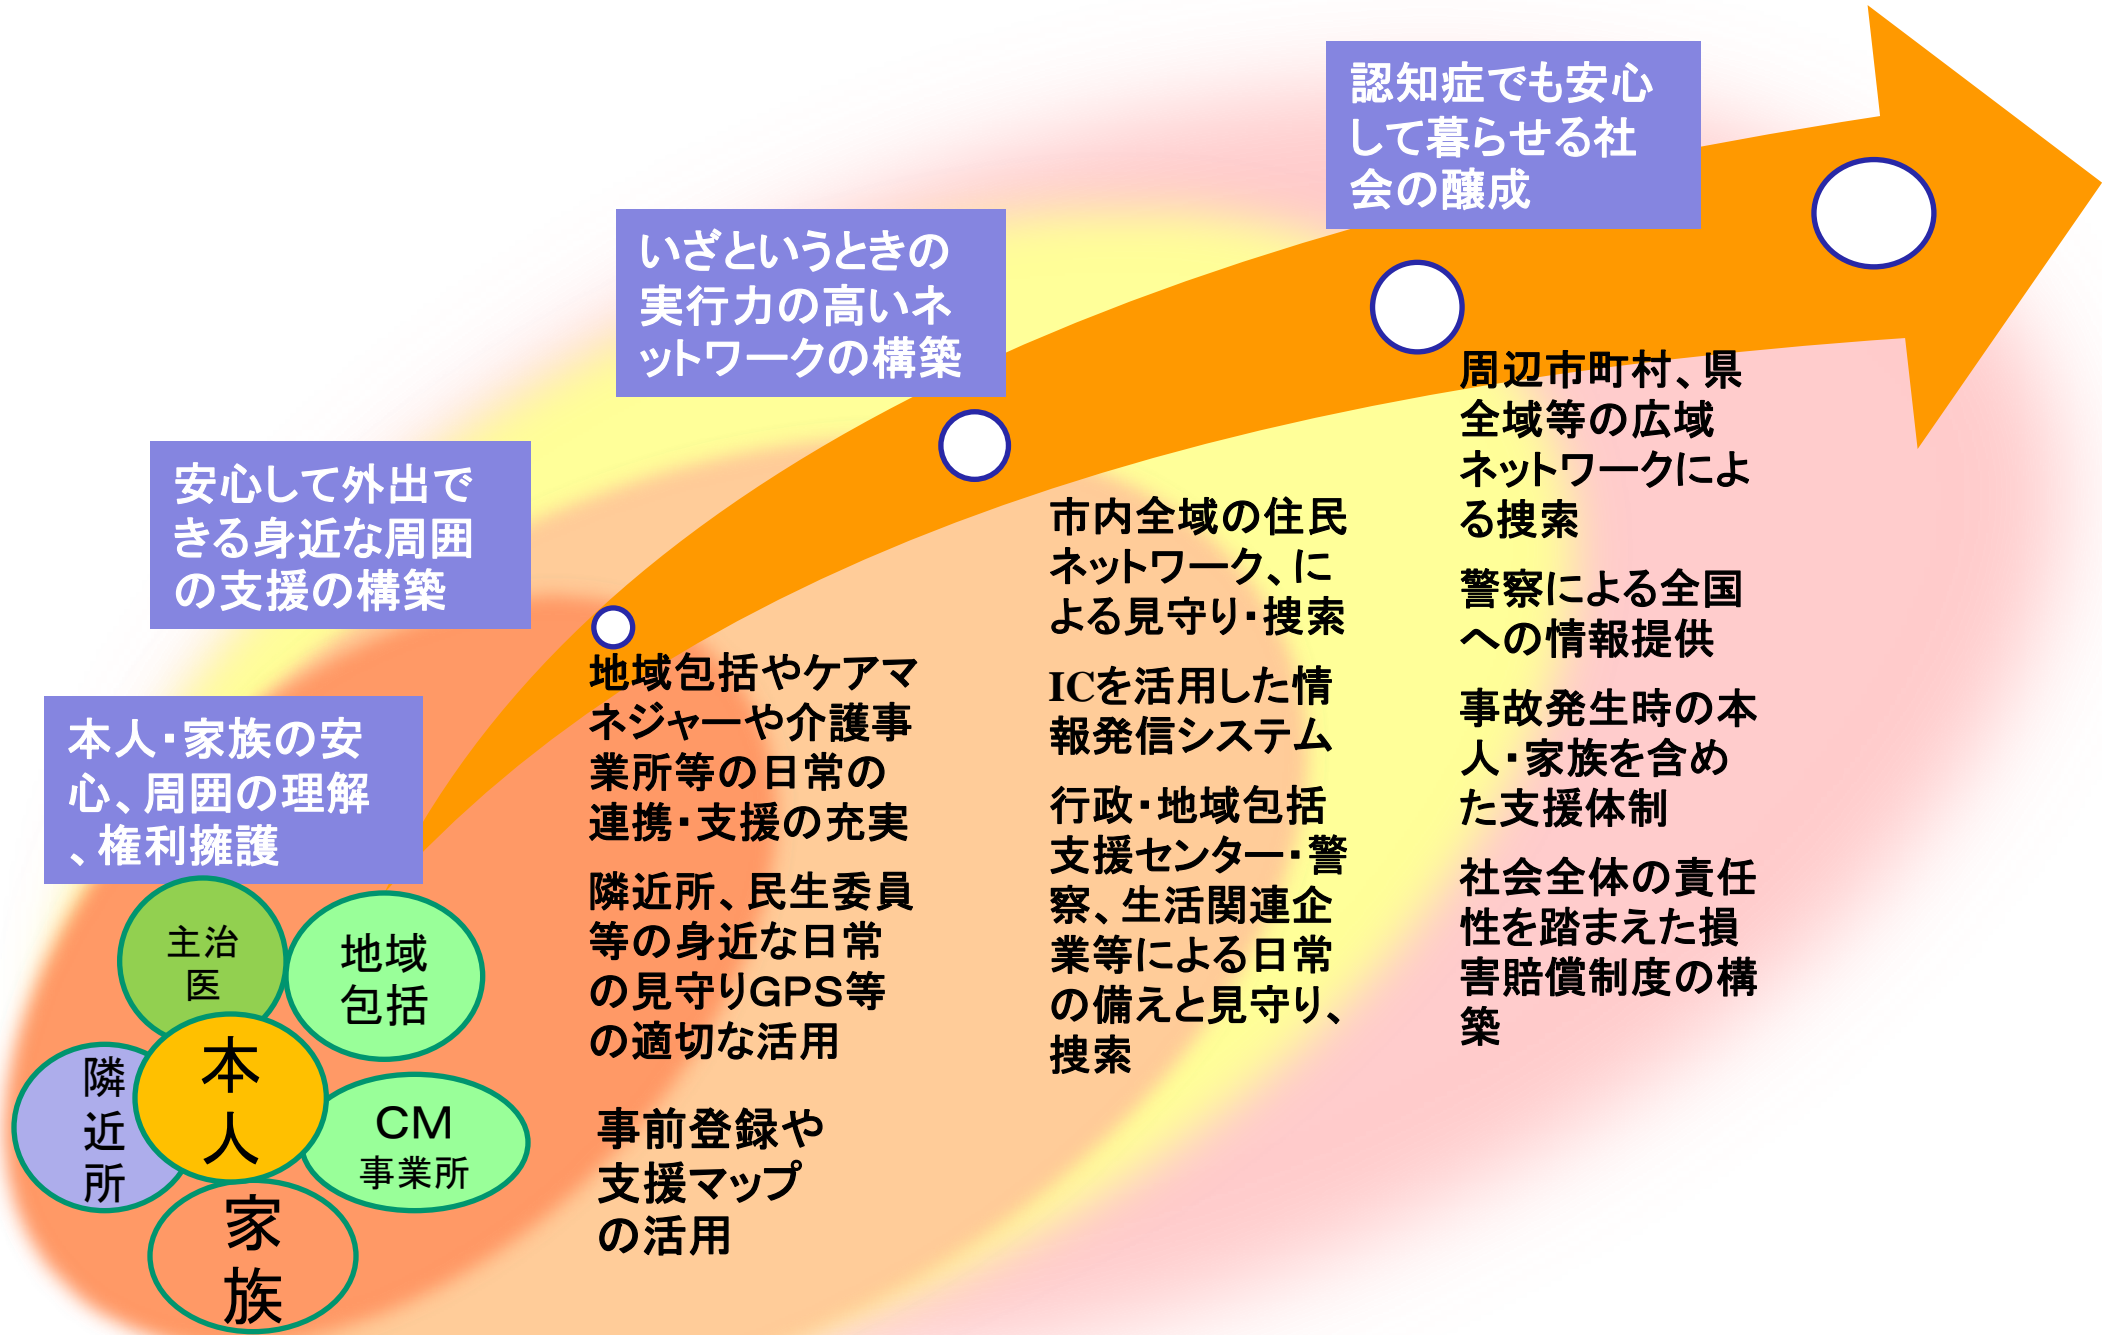 認知症でも安心
して暮らせる社
会の醸成
いざというときの
実行力の高いネ
ットワークの構築
安心して外出で
きる身近な周囲
の支援の構築
本人・家族の安
心、周囲の理解
、権利擁護
主治
医
地域
包括
本
人
隣
近
所
CM
事業所
家
族
地域包括やケアマ
ネジャーや介護事
業所等の日常の
連携・支援の充実
隣近所、民生委員
等の身近な日常
の見守りGPS等
の適切な活用
事前登録や
支援マップ
の活用
市内全域の住民
ネットワーク、に
よる見守り・捜索
ICを活用した情
報発信システム
行政・地域包括
支援センター・警
察、生活関連企
業等による日常
の備えと見守り、
捜索
周辺市町村、県
全域等の広域
ネットワークによ
る捜索
警察による全国
への情報提供
事故発生時の本
人・家族を含め
た支援体制
社会全体の責任
性を踏まえた損
害賠償制度の構
築